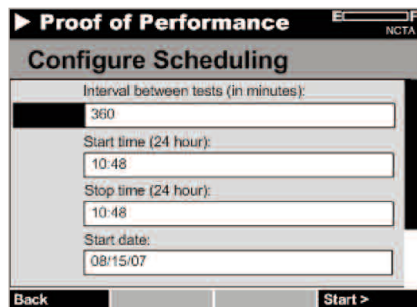 ▶ Proof of Performance
E F
NCTA
Configure Scheduling
Interval between tests (in minutes):
360
Start time (24 hour):
10:48
Stop time (24 hour):
10:48
Start date:
08/15/07
Back
Start >